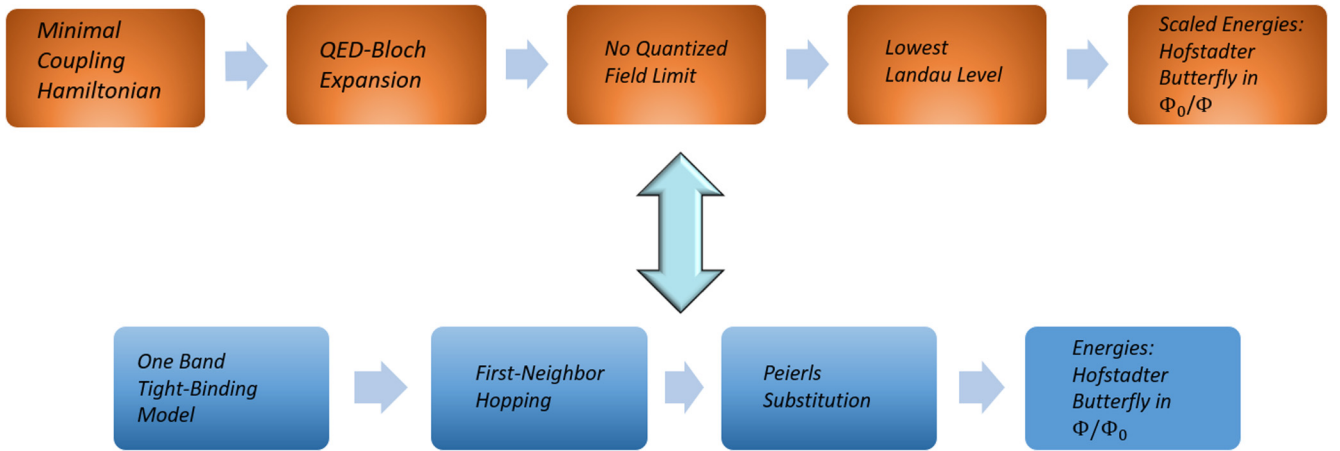 Minimal
Coupling
Hamiltonian
QED-Bloch
Expansion
No Quantized
Field Limit
Lowest
Landau Level
Scaled Energies:
Hofstadter
Butterfly in
Φ₀/Φ
One Band
Tight-Binding
Model
First-Neighbor
Hopping
Peierls
Substitution
Energies:
Hofstadter
Butterfly in
Φ/Φ₀